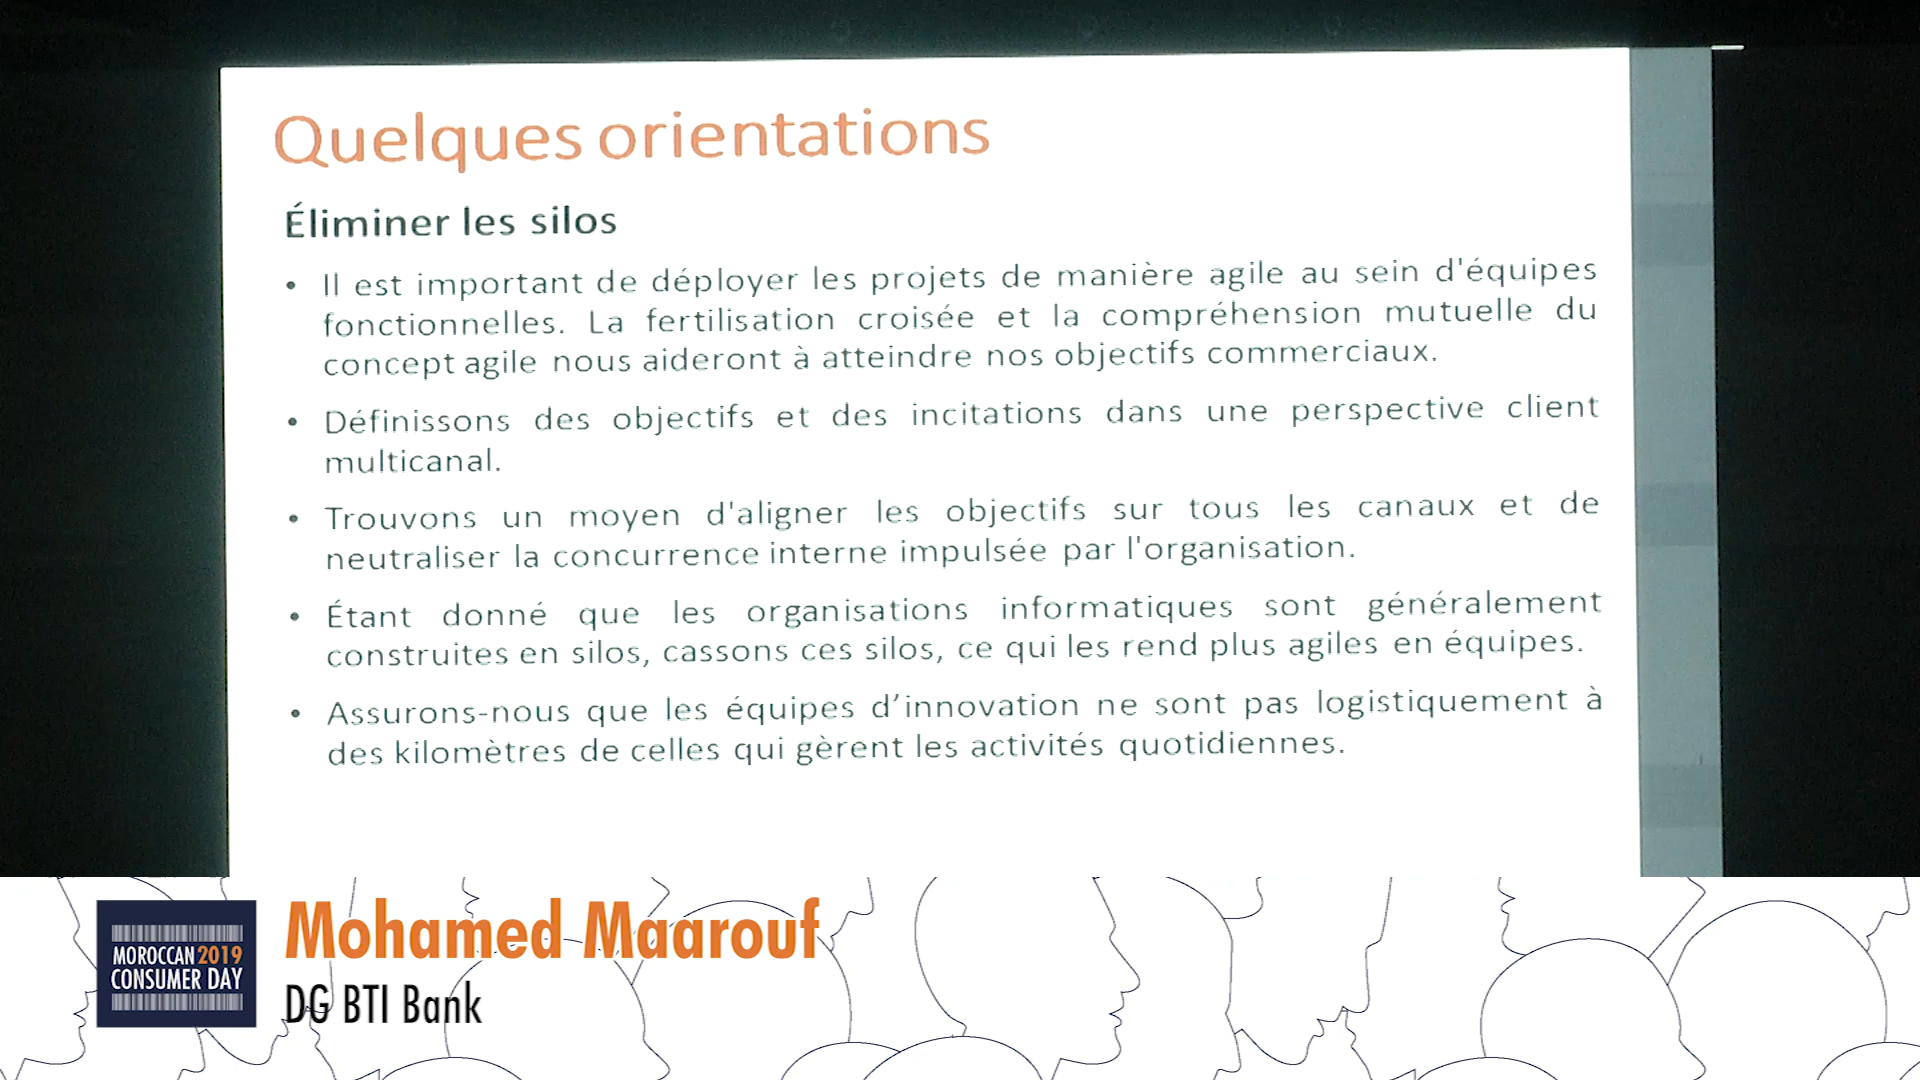 Quelques orientations
Éliminer les silos
• Il est important de déployer les projets de manière agile au sein d'équipes
fonctionnelles. La fertilisation croisée et la compréhension mutuelle du
concept agile nous aideront à atteindre nos objectifs commerciaux.
• Définissons des objectifs et des incitations dans une perspective client
multicanal.
• Trouvons un moyen d'aligner les objectifs sur tous les canaux et de
neutraliser la concurrence interne impulsée par l'organisation.
• Étant donné que les organisations informatiques sont généralement
construites en silos, cassons ces silos, ce qui les rend plus agiles en équipes.
• Assurons-nous que les équipes d’innovation ne sont pas logistiquement à
des kilomètres de celles qui gèrent les activités quotidiennes.
MOROCCAN 2019
CONSUMER DAY
Mohamed Maarouf
DG BTI Bank